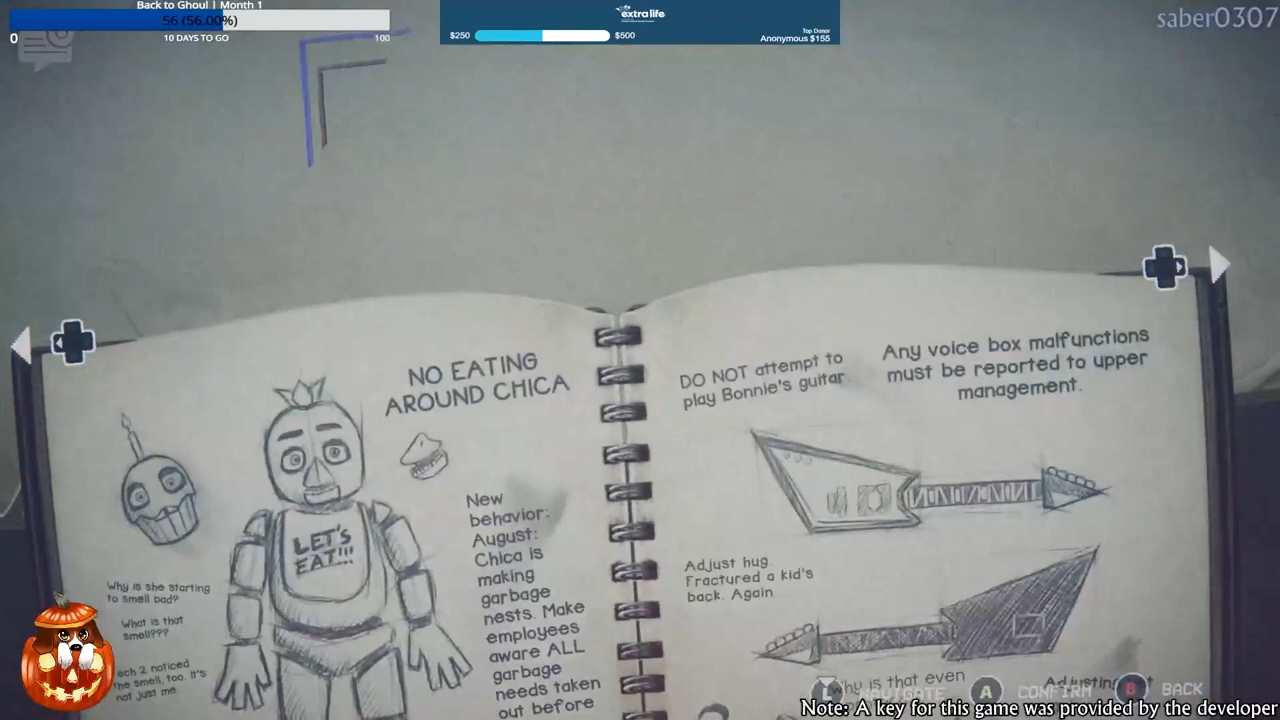 Back to Ghoul | Month 1
56 (56.00%)
0
10 DAYS TO GO
100
extra life
$250
$500
Top Donor
Anonymous $155
saber0307
NO EATING
AROUND CHICA
LET'S
EAT!!!
New
behavior:
August:
Chica is
making
garbage
nests. Make
employees
aware ALL
garbage
needs taken
out before
Why is she starting
to smell bad?
What is that
smell???
ech 2 noticed
the smell, too. It's
not just me.
DO NOT attempt to
play Bonnie's guitar.
Any voice box malfunctions
must be reported to upper
management.
Adjust hug.
Fractured a kid's
back. Again
Why is that even
Adjusting
L NAVIGATE A CONFIRM B BACK
Note: A key for this game was provided by the developer